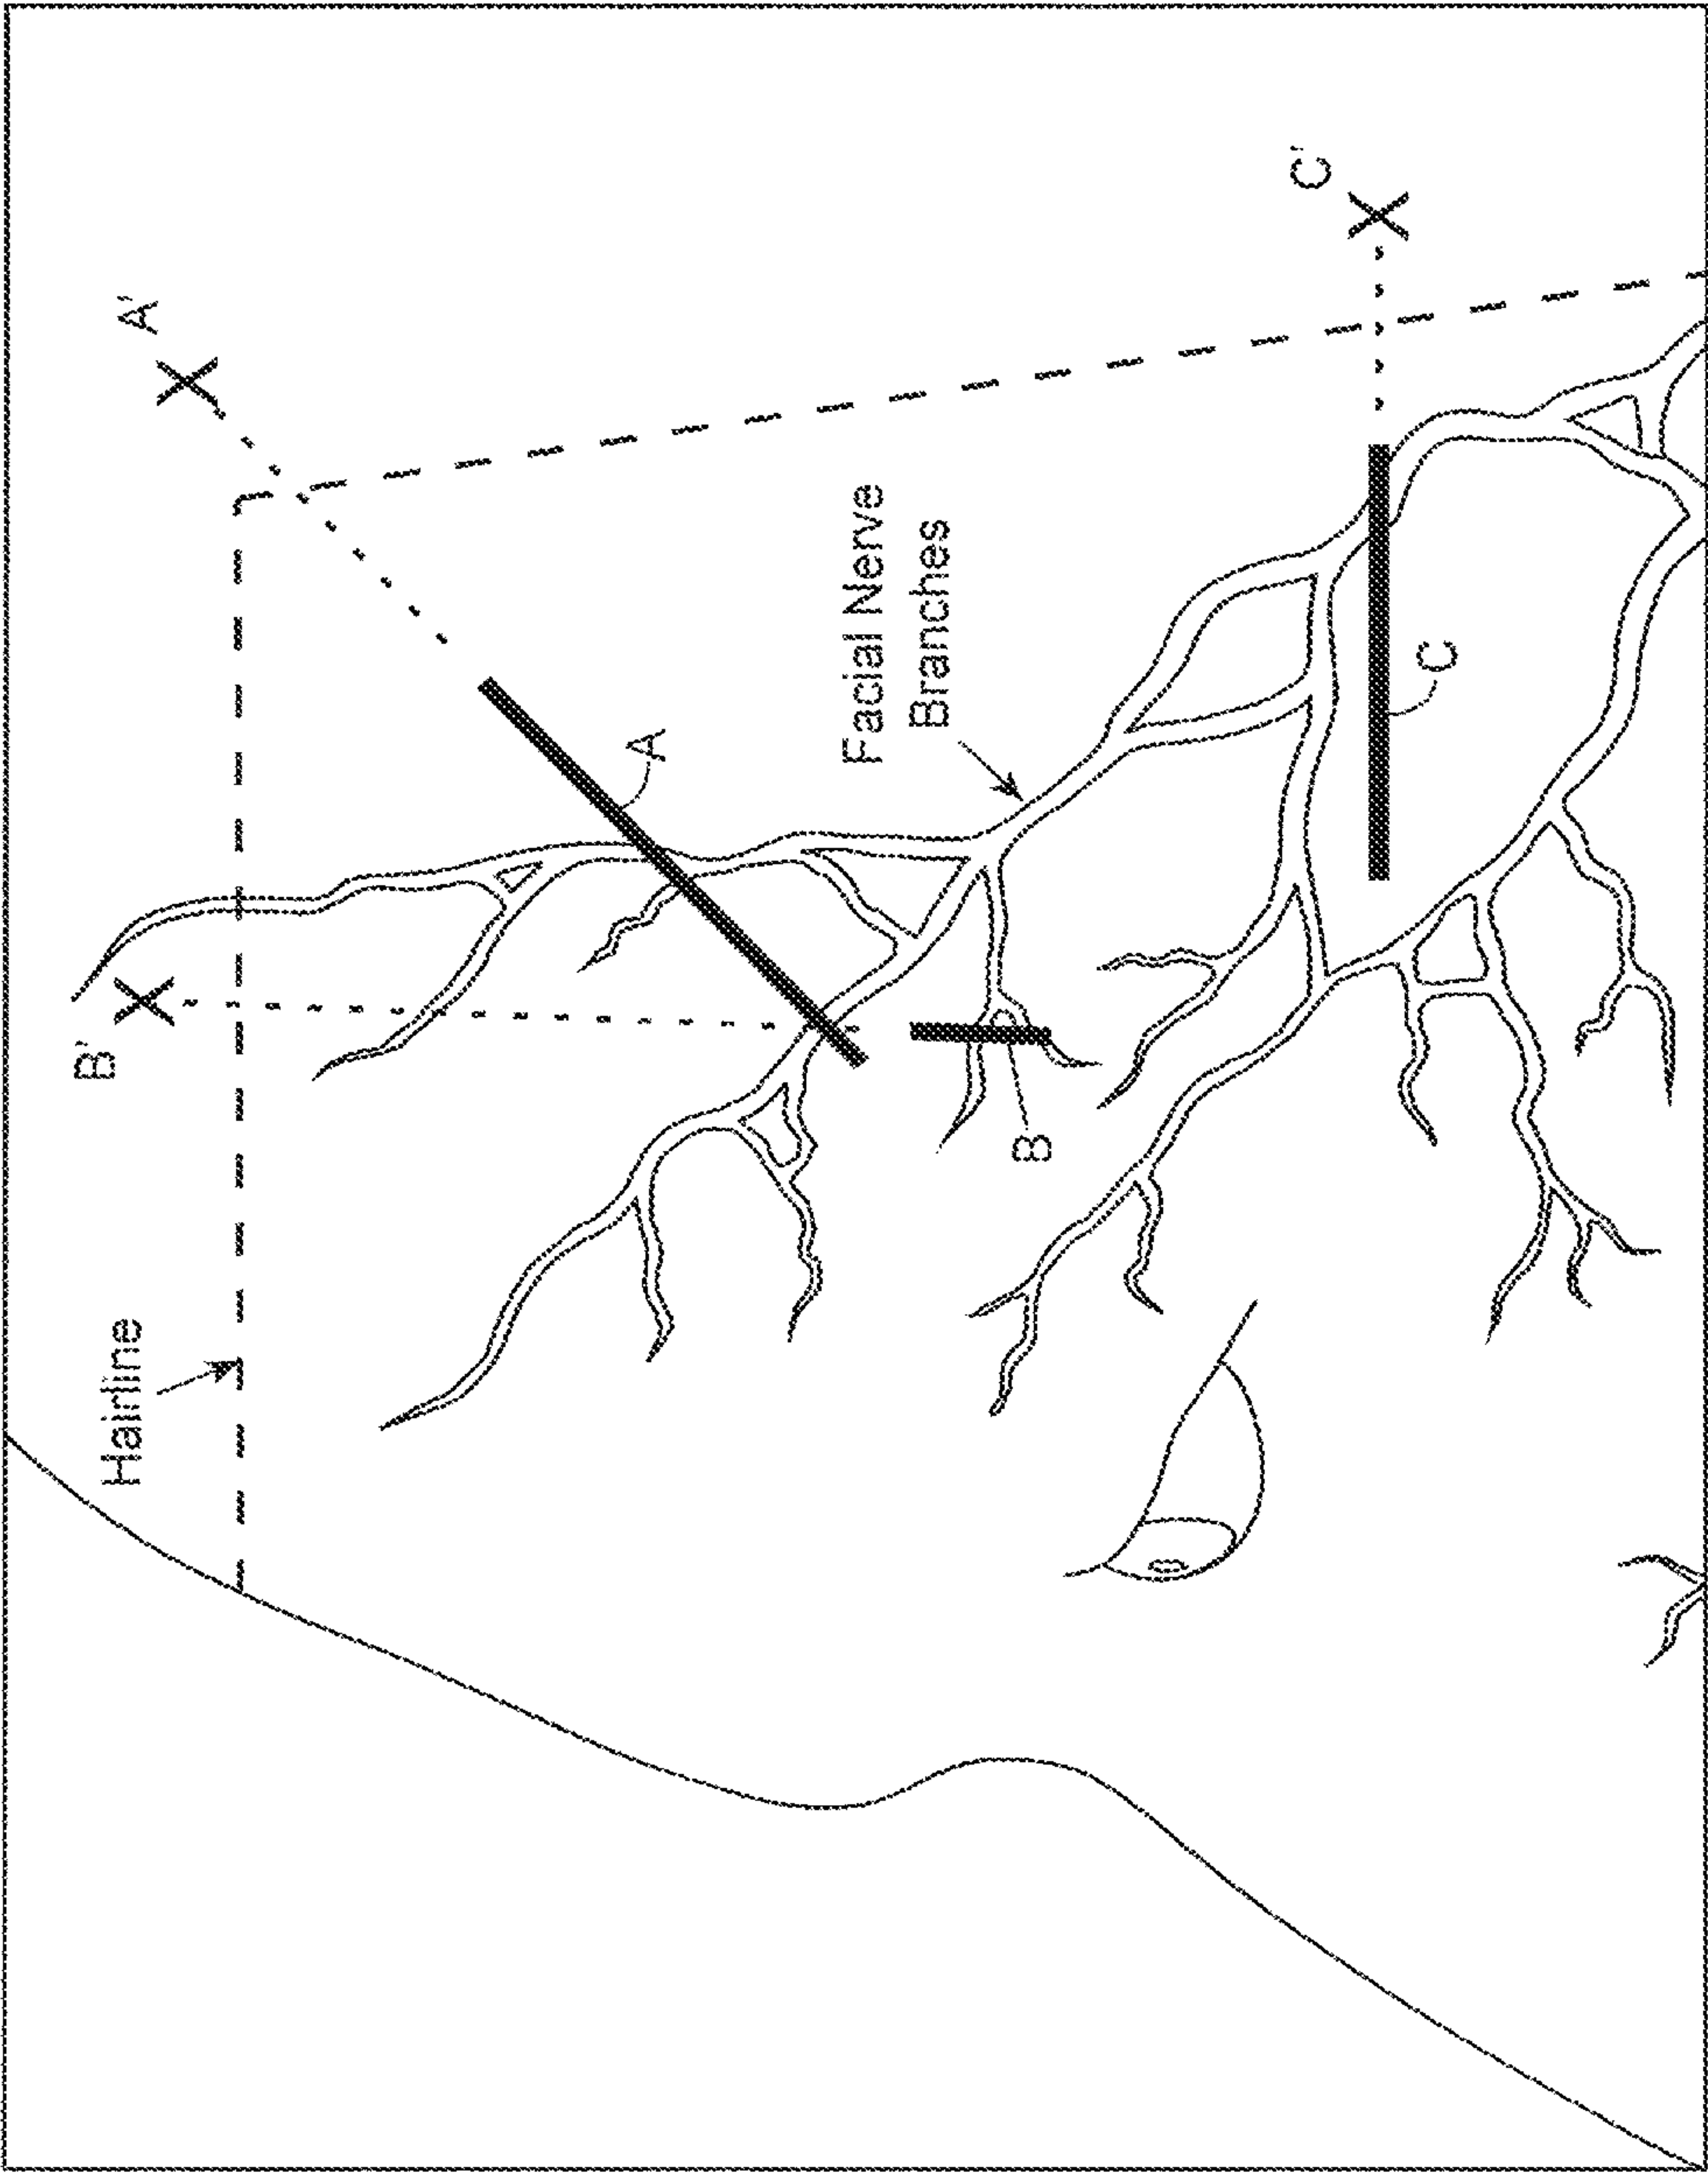 Hairline
B'
X
A'
X
Facial Nerve
Branches
A
B
C
C'
X